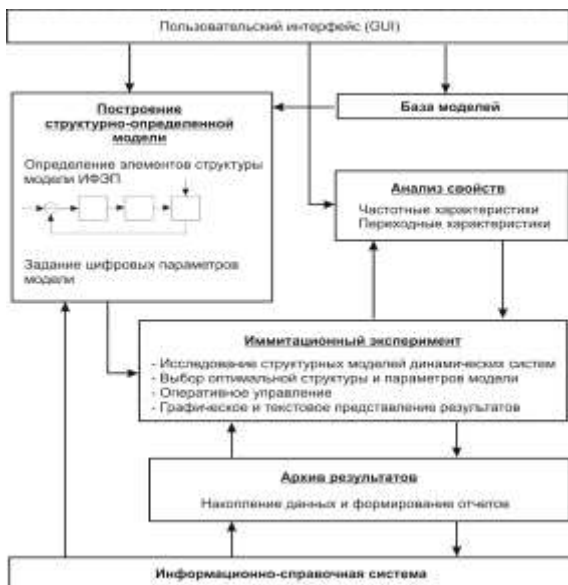 Пользовательский интерфейс (GUI)
Построение
структурно-определенной
модели
База моделей
Определение элементов структуры
модели ИФЭП
Задание цифровых параметров
модели
Анализ свойств
Частотные характеристики
Переходные характеристики
Иммитационный эксперимент
- Исследование структурных моделей динамических систем
- Выбор оптимальной структуры и параметров модели
- Оперативное управление
- Графическое и текстовое представление результатов
Архив результатов
Накопление данных и формирование отчетов
Информационно-справочная система